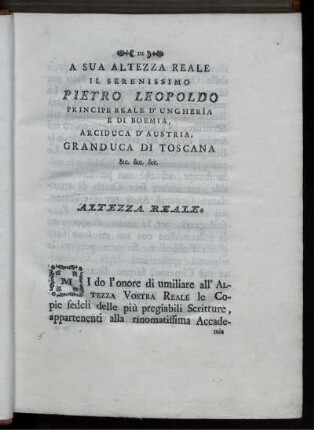 III
A SUA ALTEZZA REALE
IL SERENISSIMO
PIETRO LEOPOLDO
PRINCIPE REALE D'UNGHERIA
E DI BOEMIA,
ARCIDUCA D'AUSTRIA,
GRANDUCA DI TOSCANA
&c. &c. &c.
ALTEZZA REALE.
MI do l'onore di umiliare all' AL-
TEZZA VOSTRA REALE le Co-
pie fedeli delle più pregiabili Scritture,
appartenenti alla rinomatissima Accade-
mia